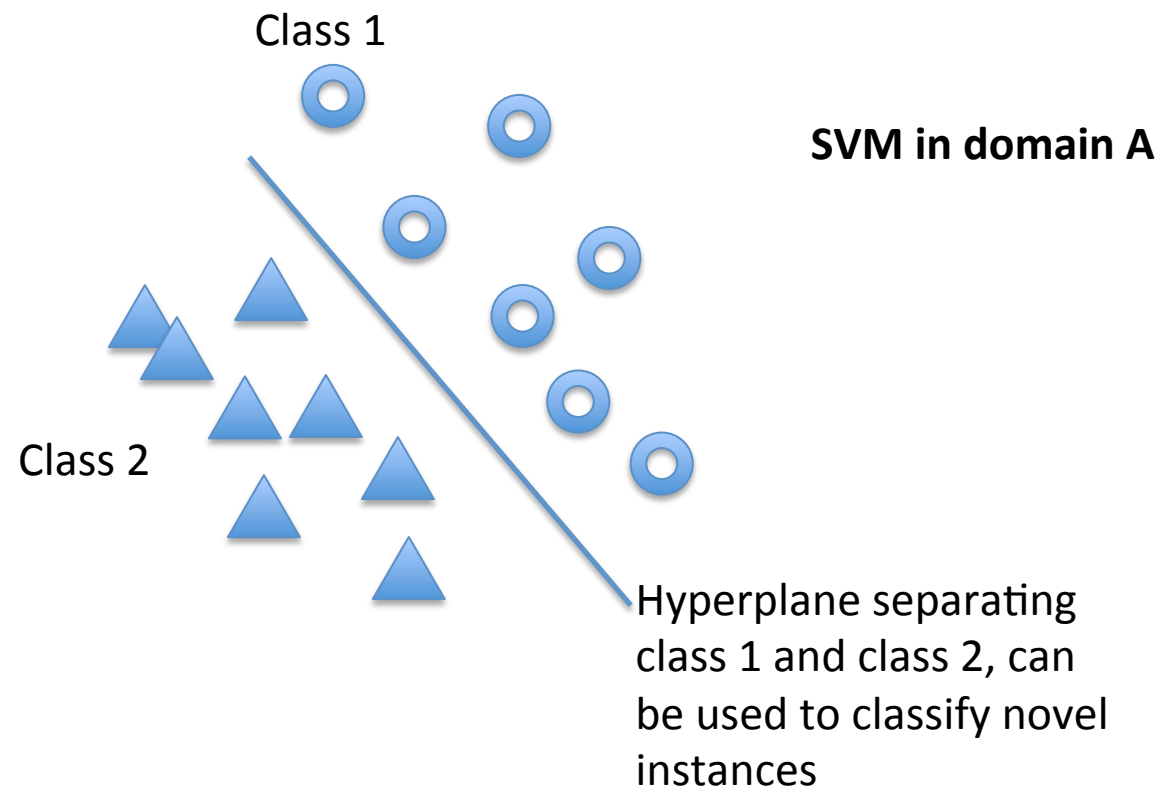 Class 1
SVM in domain A
Class 2
Hyperplane separating
class 1 and class 2, can
be used to classify novel
instances